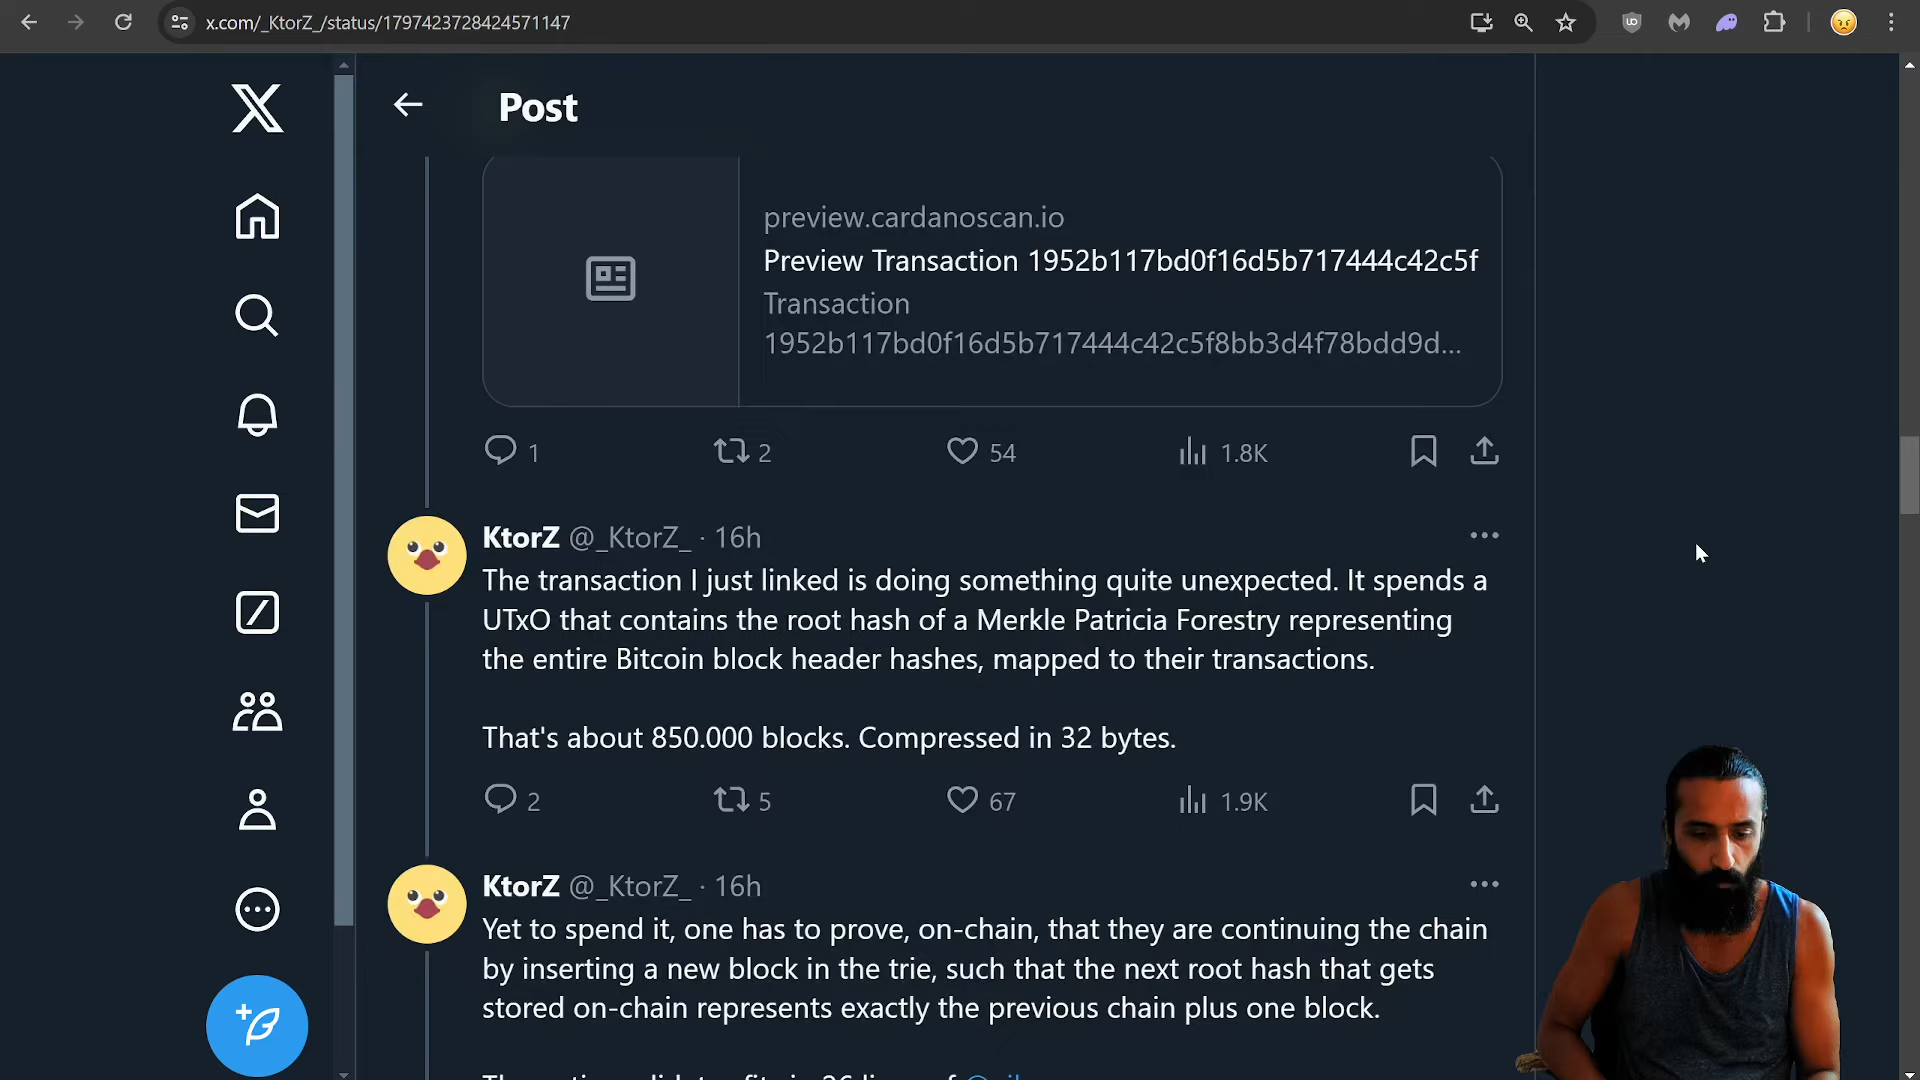 x.com/_KtorZ_/status/1797423728424571147
Post
preview.cardanoscan.io
Preview Transaction 1952b117bd0f16d5b717444c42c5f
Transaction
1952b117bd0f16d5b717444c42c5f8bb3d4f78bdd9d...
1 2 54 1.8K
KtorZ @_KtorZ_ · 16h
The transaction I just linked is doing something quite unexpected. It spends a
UTxO that contains the root hash of a Merkle Patricia Forestry representing
the entire Bitcoin block header hashes, mapped to their transactions.
That's about 850.000 blocks. Compressed in 32 bytes.
2 5 67 1.9K
KtorZ @_KtorZ_ · 16h
Yet to spend it, one has to prove, on-chain, that they are continuing the chain
by inserting a new block in the trie, such that the next root hash that gets
stored on-chain represents exactly the previous chain plus one block.